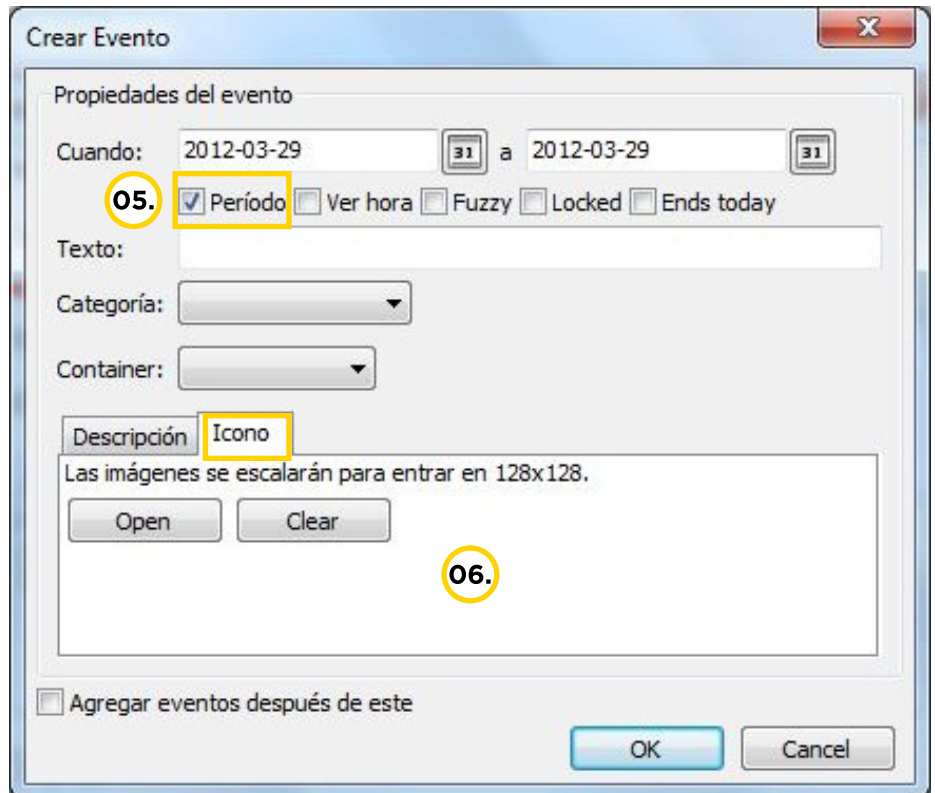 Crear Evento
Propiedades del evento
Cuando: 2012-03-29 31 a 2012-03-29 31
05. Período Ver hora Fuzzy Locked Ends today
Texto:
Categoría:
Container:
Descripción Icono
Las imágenes se escalarán para entrar en 128x128.
Open Clear
06.
Agregar eventos después de este
OK Cancel